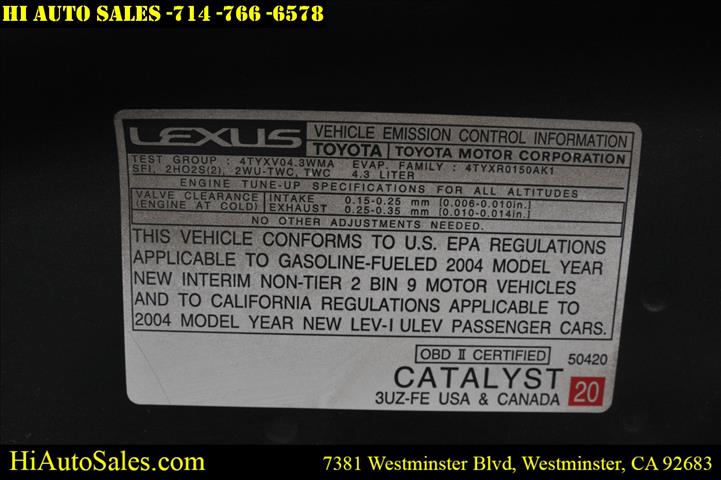 HI AUTO SALES -714 -766 -6578
LEXUS VEHICLE EMISSION CONTROL INFORMATION
TOYOTA TOYOTA MOTOR CORPORATION
TEST GROUP : 4TYXV04.3WMA EVAP. FAMILY : 4TYXR0150AK1
SFI, 2HO2S(2), 2WU-TWC, TWC 4.3 LITER
ENGINE TUNE-UP SPECIFICATIONS FOR ALL ALTITUDES
VALVE CLEARANCE INTAKE 0.15-0.25 mm [0.006-0.010in.]
(ENGINE AT COLD) EXHAUST 0.25-0.35 mm [0.010-0.014in.]
NO OTHER ADJUSTMENTS NEEDED.
THIS VEHICLE CONFORMS TO U.S. EPA REGULATIONS
APPLICABLE TO GASOLINE-FUELED 2004 MODEL YEAR
NEW INTERIM NON-TIER 2 BIN 9 MOTOR VEHICLES
AND TO CALIFORNIA REGULATIONS APPLICABLE TO
2004 MODEL YEAR NEW LEV-I ULEV PASSENGER CARS.
OBD II CERTIFIED 50420
CATALYST 20
3UZ-FE USA & CANADA
HiAutoSales.com 7381 Westminster Blvd, Westminster, CA 92683